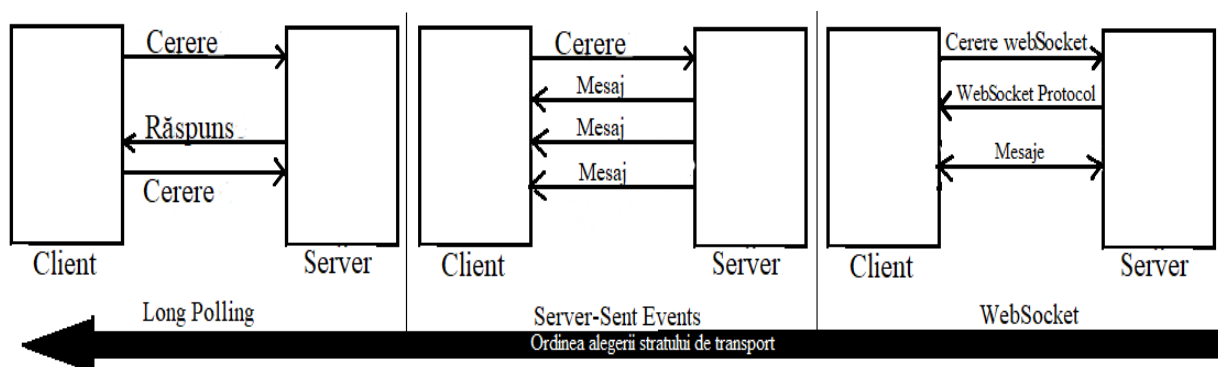 Cerere
Răspuns
Cerere
Client
Server
Long Polling
Cerere
Mesaj
Mesaj
Mesaj
Client
Server
Server-Sent Events
Cerere webSocket
WebSocket Protocol
Mesaje
Client
Server
WebSocket
Ordinea alegerii stratului de transport